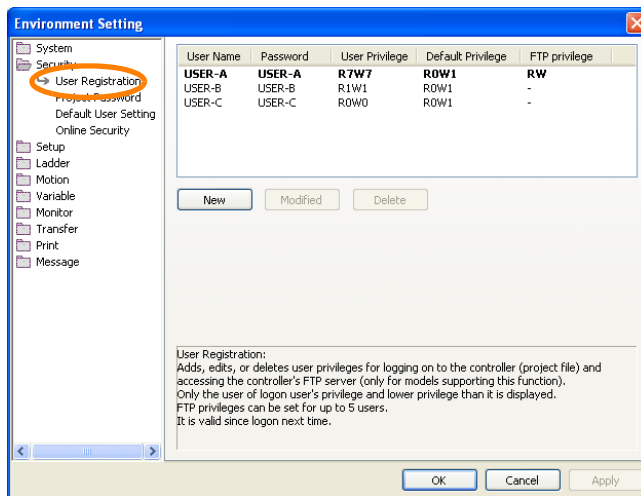 Environment Setting
System
Security
User Registration
Project Password
Default User Setting
Online Security
Setup
Ladder
Motion
Variable
Monitor
Transfer
Print
Message
User Name Password User Privilege Default Privilege FTP privilege
USER-A USER-A R7W7 R0W1 RW
USER-B USER-B R1W1 R0W1 -
USER-C USER-C R0W0 R0W1 -
New Modified Delete
User Registration:
Adds, edits, or deletes user privileges for logging on to the controller (project file) and
accessing the controller's FTP server (only for models supporting this function).
Only the user of logon user's privilege and lower privilege than it is displayed.
FTP privileges can be set for up to 5 users.
It is valid since logon next time.
OK Cancel Apply